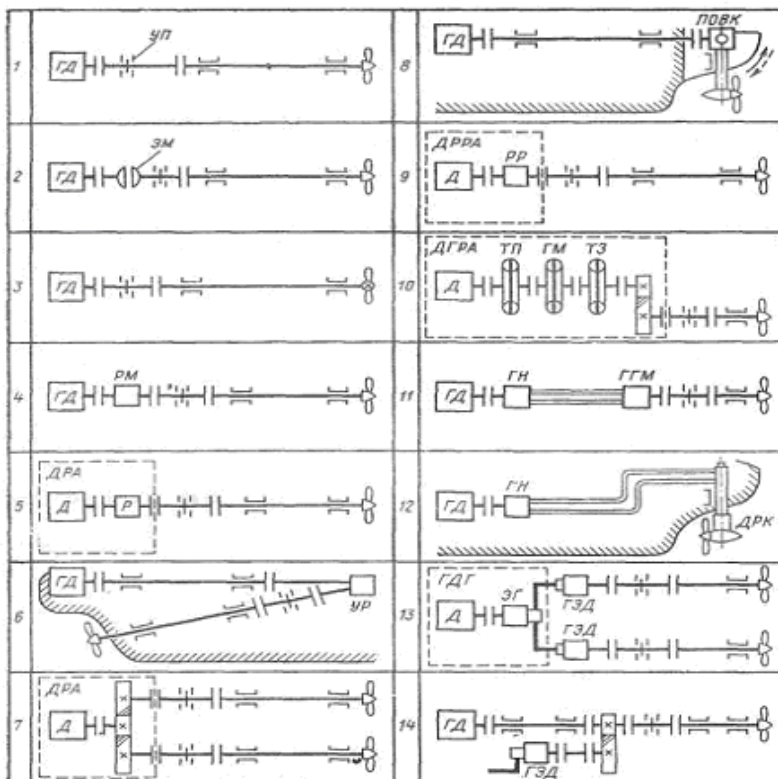 1
ГД
УП
2
ГД
ЭМ
3
ГД
4
ГД
РМ
5
ДРА
Д
Р
6
ГД
УР
7
ДРА
Д
8
ГД
ПОВК
9
ДРРА
Д
РР
10
ДГРА
ТП
ГМ
ТЗ
Д
11
ГД
ГН
ГГМ
12
ГД
ГН
ДРК
13
ГДГ
Д
ЭГ
ГЭД
ГЭД
14
ГД
ГЭД